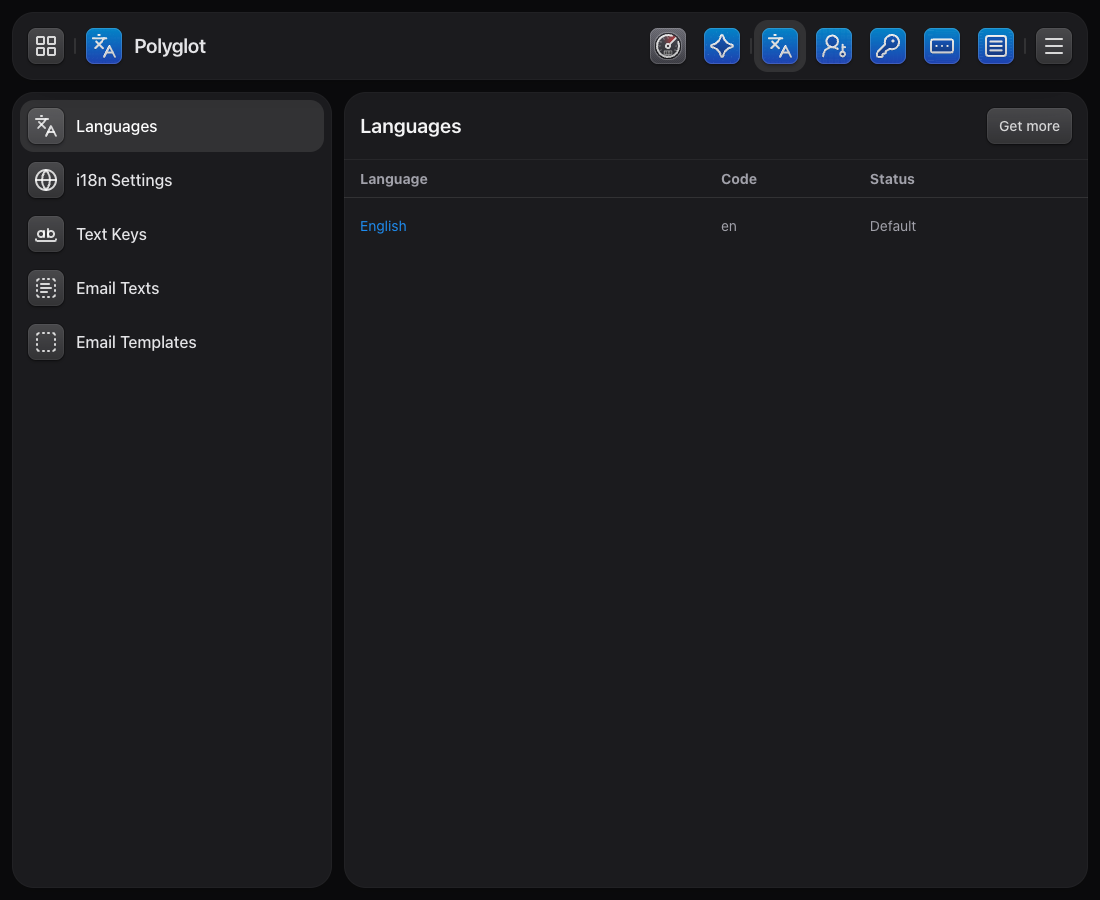 Polyglot
Languages
i18n Settings
Text Keys
Email Texts
Email Templates
Languages
Get more
Language Code Status
English en Default